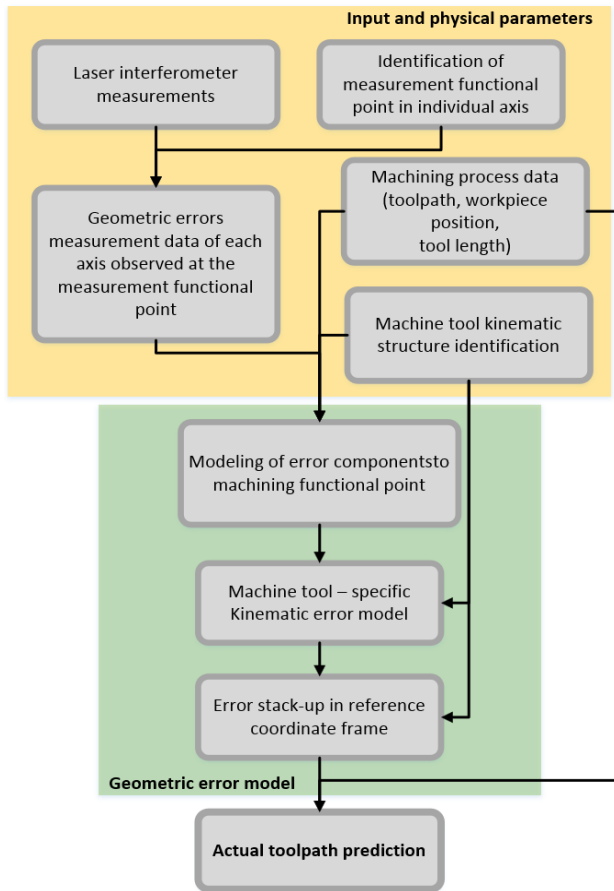 Input and physical parameters
Laser interferometer
measurements
Identification of
measurement functional
point in individual axis
Geometric errors
measurement data of each
axis observed at the
measurement functional
point
Machining process data
(toolpath, workpiece
position,
tool length)
Machine tool kinematic
structure identification
Modeling of error componentsto
machining functional point
Machine tool – specific
Kinematic error model
Error stack-up in reference
coordinate frame
Geometric error model
Actual toolpath prediction